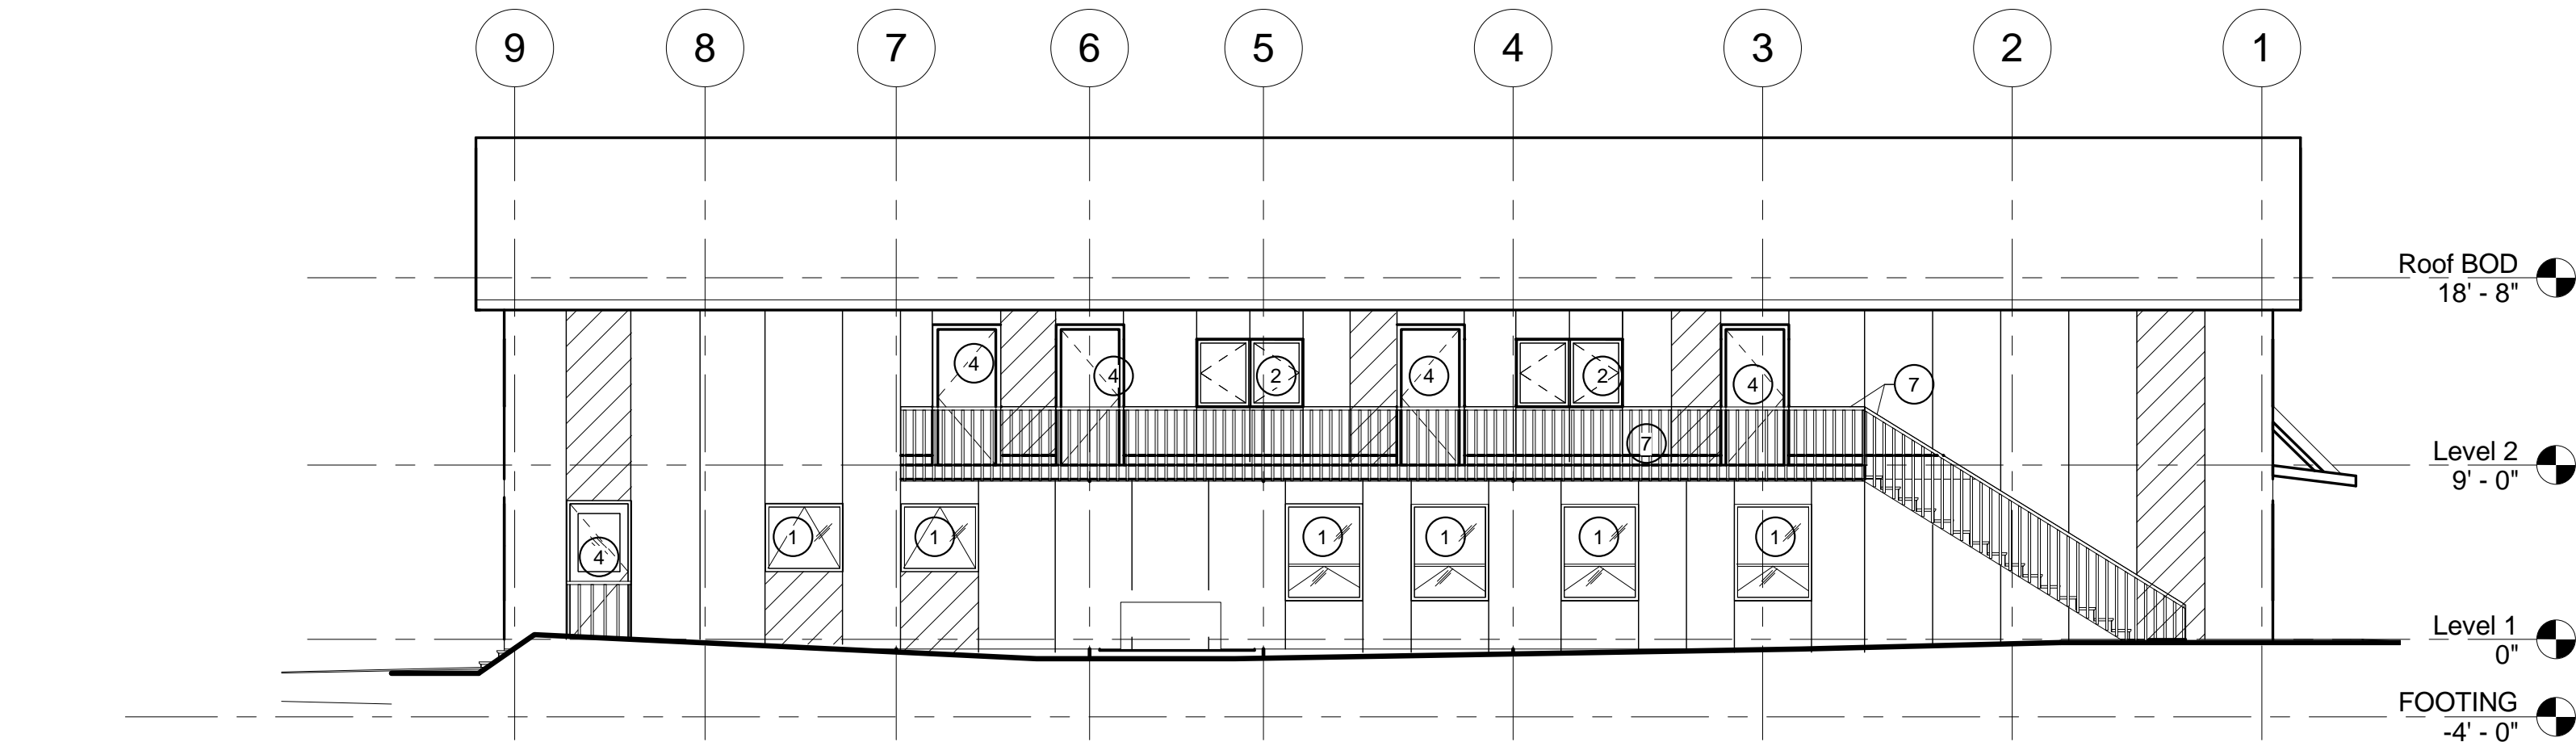 9 8 7 6 5 4 3 2 1
Roof BOD
18' - 8"
4 4 2 4 2 4 7
7
Level 2
9' - 0"
4 1 1 1 1 1 1
Level 1
0"
FOOTING
-4' - 0"